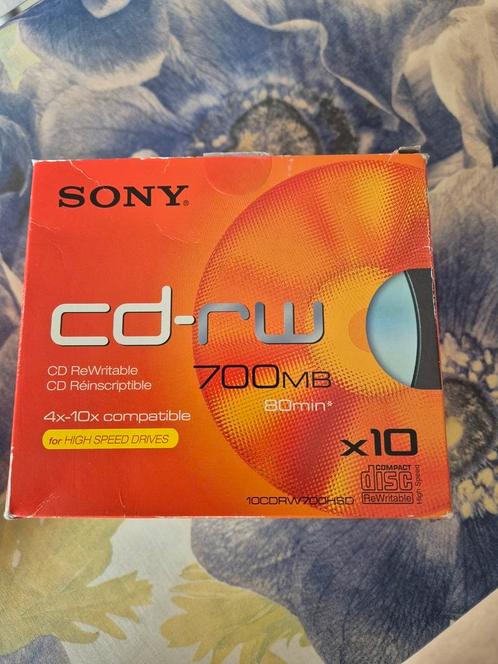 SONY®
cd-rw
CD ReWritable
CD Réinscriptible
700MB
80min*
4x-10x compatible
for HIGH SPEED DRIVES
x10
COMPACT
disc
ReWritable
High Speed
10CDRW700HSD